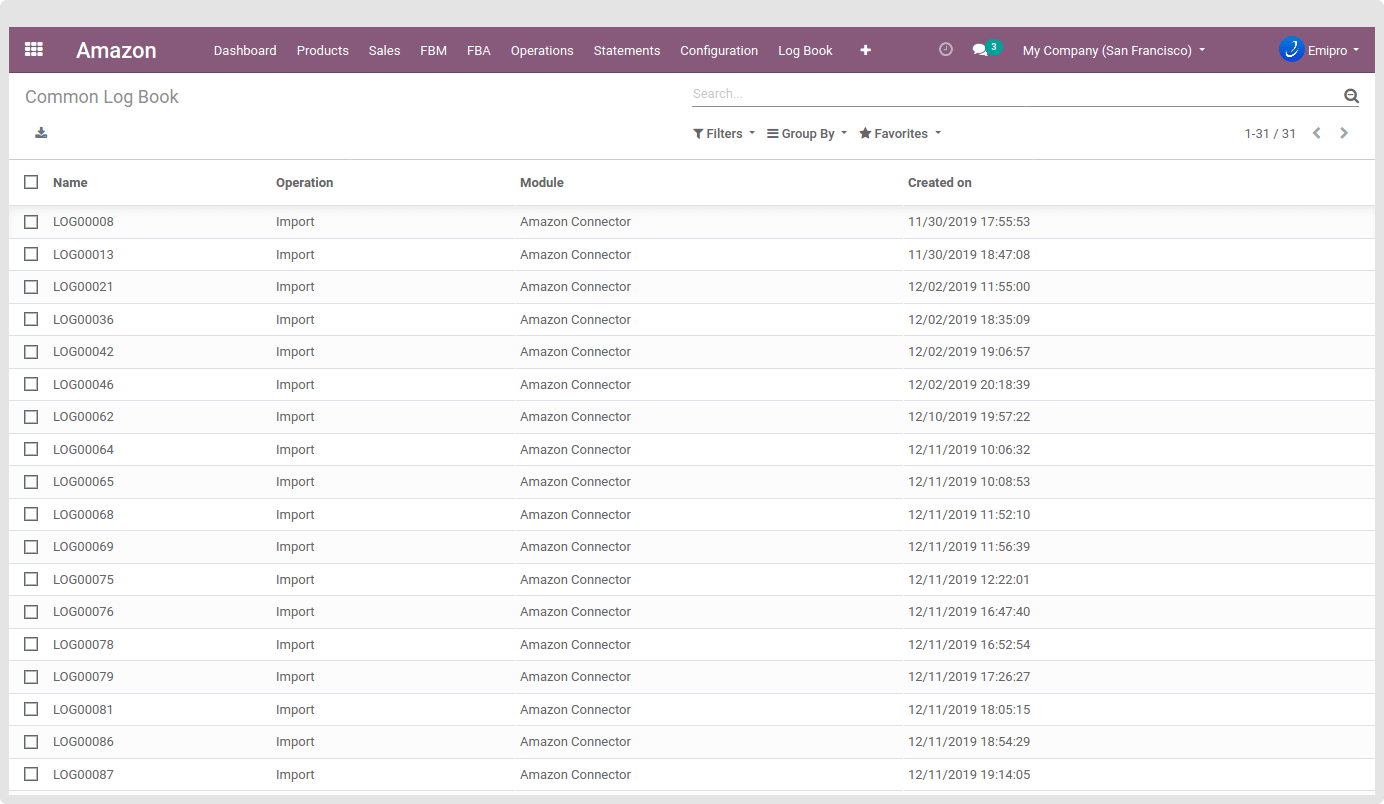 Amazon Dashboard Products Sales FBM FBA Operations Statements Configuration Log Book 3 My Company (San Francisco) Emipro
Common Log Book Search...
Filters Group By Favorites 1-31 / 31
Name Operation Module Created on
LOG00008 Import Amazon Connector 11/30/2019 17:55:53
LOG00013 Import Amazon Connector 11/30/2019 18:47:08
LOG00021 Import Amazon Connector 12/02/2019 11:55:00
LOG00036 Import Amazon Connector 12/02/2019 18:35:09
LOG00042 Import Amazon Connector 12/02/2019 19:06:57
LOG00046 Import Amazon Connector 12/02/2019 20:18:39
LOG00062 Import Amazon Connector 12/10/2019 19:57:22
LOG00064 Import Amazon Connector 12/11/2019 10:06:32
LOG00065 Import Amazon Connector 12/11/2019 10:08:53
LOG00068 Import Amazon Connector 12/11/2019 11:52:10
LOG00069 Import Amazon Connector 12/11/2019 11:56:39
LOG00075 Import Amazon Connector 12/11/2019 12:22:01
LOG00076 Import Amazon Connector 12/11/2019 16:47:40
LOG00078 Import Amazon Connector 12/11/2019 16:52:54
LOG00079 Import Amazon Connector 12/11/2019 17:26:27
LOG00081 Import Amazon Connector 12/11/2019 18:05:15
LOG00086 Import Amazon Connector 12/11/2019 18:54:29
LOG00087 Import Amazon Connector 12/11/2019 19:14:05